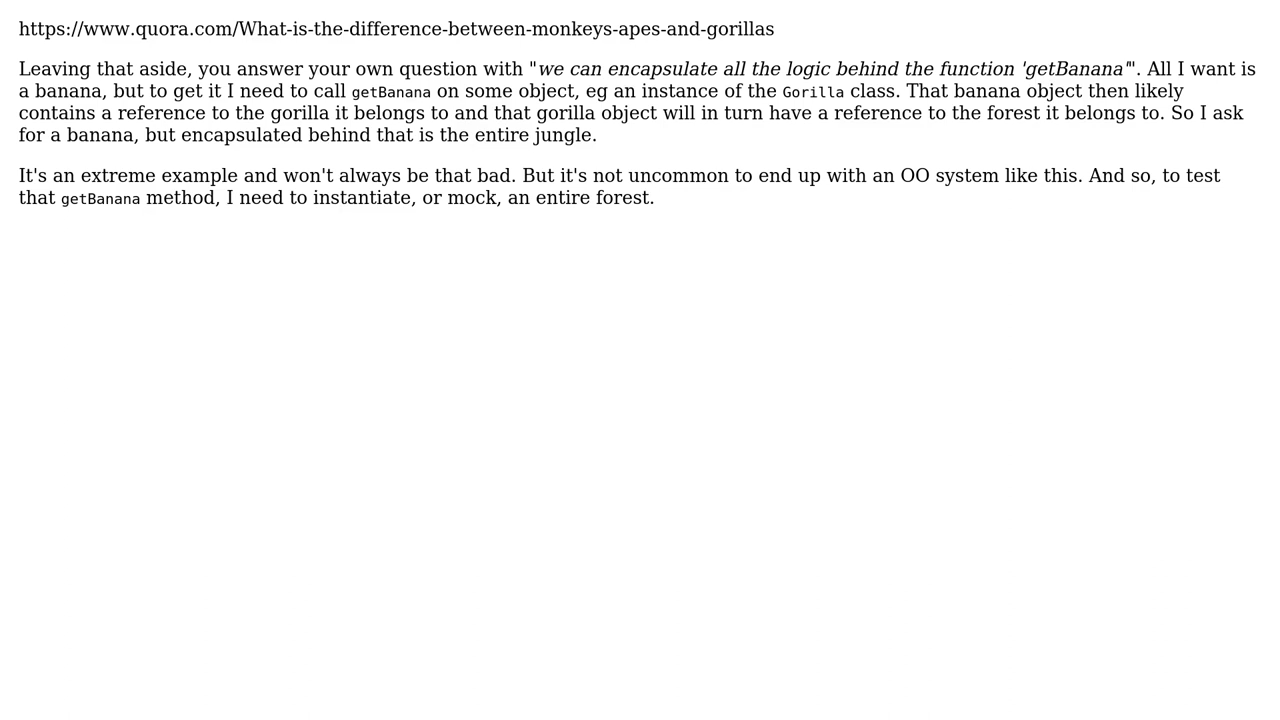 https://www.quora.com/What-is-the-difference-between-monkeys-apes-and-gorillas
Leaving that aside, you answer your own question with "we can encapsulate all the logic behind the function 'getBanana'". All I want is
a banana, but to get it I need to call getBanana on some object, eg an instance of the Gorilla class. That banana object then likely
contains a reference to the gorilla it belongs to and that gorilla object will in turn have a reference to the forest it belongs to. So I ask
for a banana, but encapsulated behind that is the entire jungle.
It's an extreme example and won't always be that bad. But it's not uncommon to end up with an OO system like this. And so, to test
that getBanana method, I need to instantiate, or mock, an entire forest.